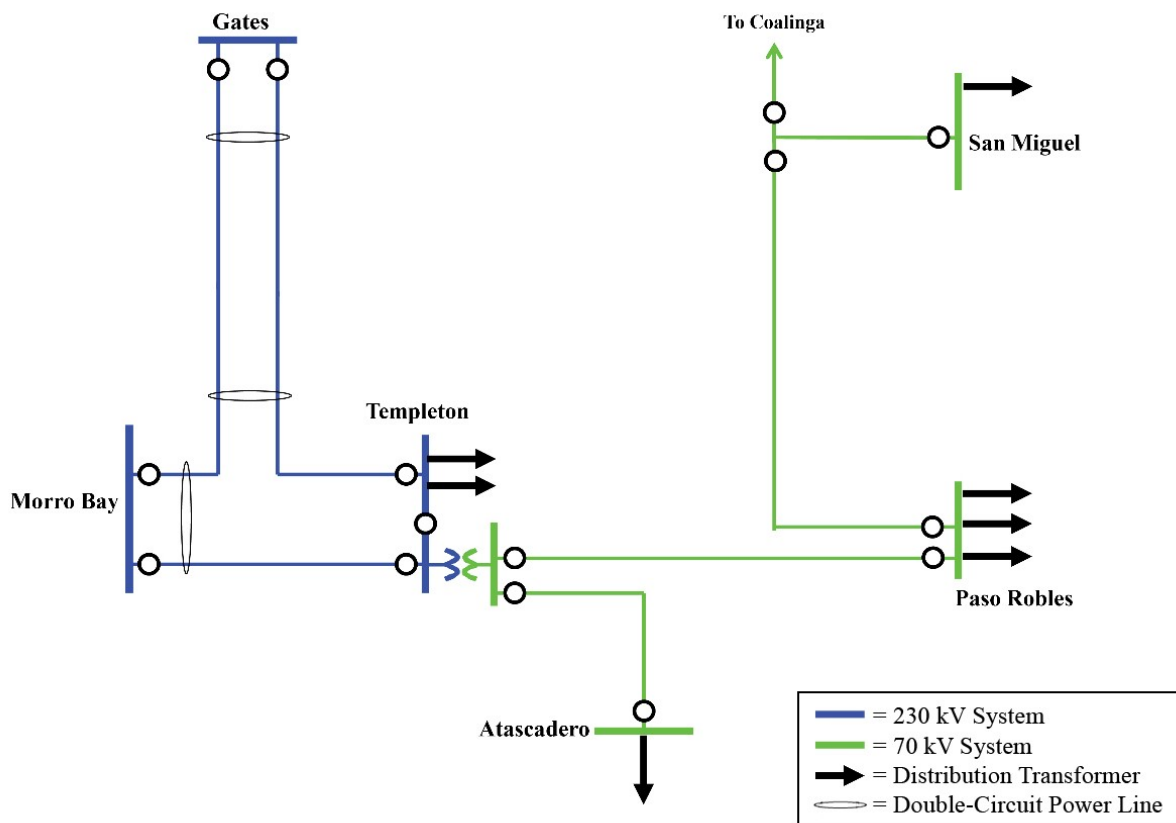 Gates
To Coalinga
San Miguel
Templeton
Morro Bay
Paso Robles
Atascadero
= 230 kV System
= 70 kV System
= Distribution Transformer
= Double-Circuit Power Line